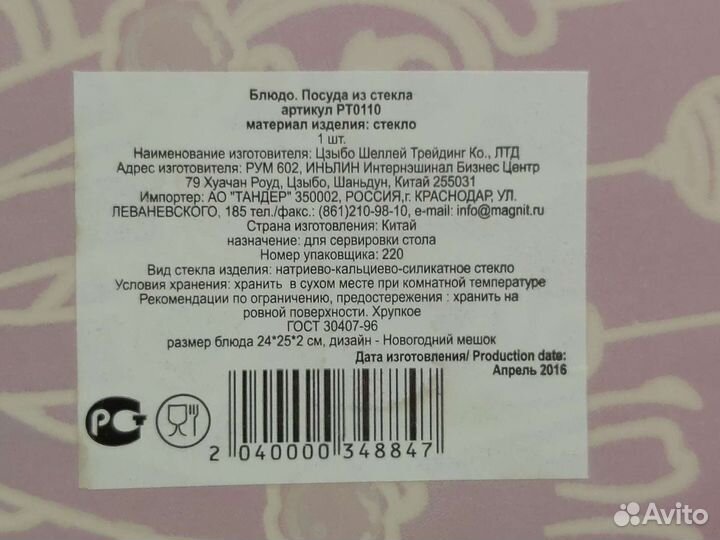 Блюдо. Посуда из стекла
артикул РТ0110
материал изделия: стекло
1 шт.
Наименование изготовителя: Цзыбо Шеллей Трейдинг Ко., ЛТД
Адрес изготовителя: РУМ 602, ИНЬЛИН Интернэшинал Бизнес Центр
79 Хуачан Роуд, Цзыбо, Шаньдун, Китай 255031
Импортер: АО "ТАНДЕР" 350002, РОССИЯ,г. КРАСНОДАР, УЛ.
ЛЕВАНЕВСКОГО, 185 тел./факс.: (861)210-98-10, e-mail: info@magnit.ru
Страна изготовления: Китай
назначение: для сервировки стола
Номер упаковщика: 220
Вид стекла изделия: натриево-кальциево-силикатное стекло
Условия хранения: хранить в сухом месте при комнатной температуре
Рекомендации по ограничению, предостережения : хранить на
ровной поверхности. Хрупкое
ГОСТ 30407-96
размер блюда 24*25*2 см, дизайн - Новогодний мешок
Дата изготовления/ Production date:
Апрель 2016
РСТ
2 040000 348847
Avito